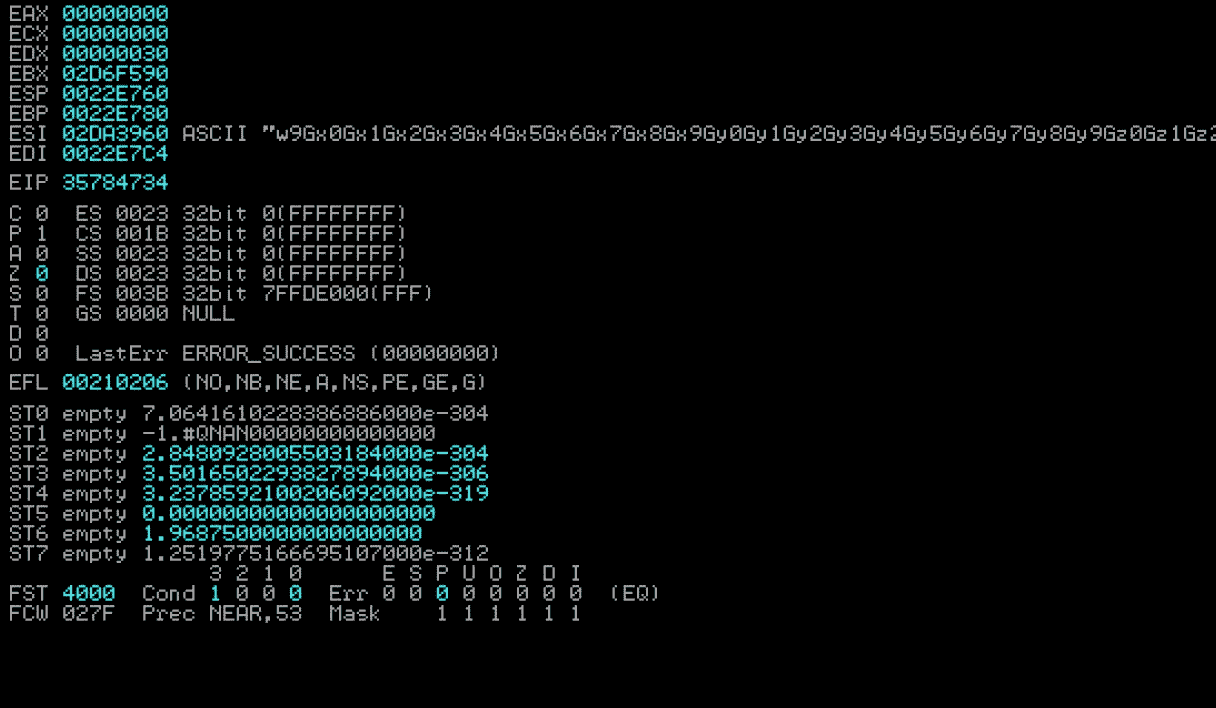 EAX 00000000
ECX 00000000
EDX 00000030
EBX 02D6F590
ESP 0022E760
EBP 0022E780
ESI 02DA3960 ASCII "w9Gx0Gx1Gx2Gx3Gx4Gx5Gx6Gx7Gx8Gx9Gy0Gy1Gy2Gy3Gy4Gy5Gy6Gy7Gy8Gy9Gz0Gz1Gz2
EDI 0022E7C4
EIP 35784734
C 0 ES 0023 32bit 0(FFFFFFFF)
P 1 CS 001B 32bit 0(FFFFFFFF)
A 0 SS 0023 32bit 0(FFFFFFFF)
Z 0 DS 0023 32bit 0(FFFFFFFF)
S 0 FS 003B 32bit 7FFDE000(FFF)
T 0 GS 0000 NULL
D 0
O 0 LastErr ERROR_SUCCESS (00000000)
EFL 00210206 (NO,NB,NE,A,NS,PE,GE,G)
ST0 empty 7.0641610228386886000e-304
ST1 empty -1.#QNAN00000000000000
ST2 empty 2.8480928005503184000e-304
ST3 empty 3.5016502293827894000e-306
ST4 empty 3.2378592100206092000e-319
ST5 empty 0.0000000000000000000
ST6 empty 1.9687500000000000000
ST7 empty 1.2519775166695107000e-312
3 2 1 0 E S P U O Z D I
FST 4000 Cond 1 0 0 0 Err 0 0 0 0 0 0 0 0 (EQ)
FCW 027F Prec NEAR,53 Mask 1 1 1 1 1 1